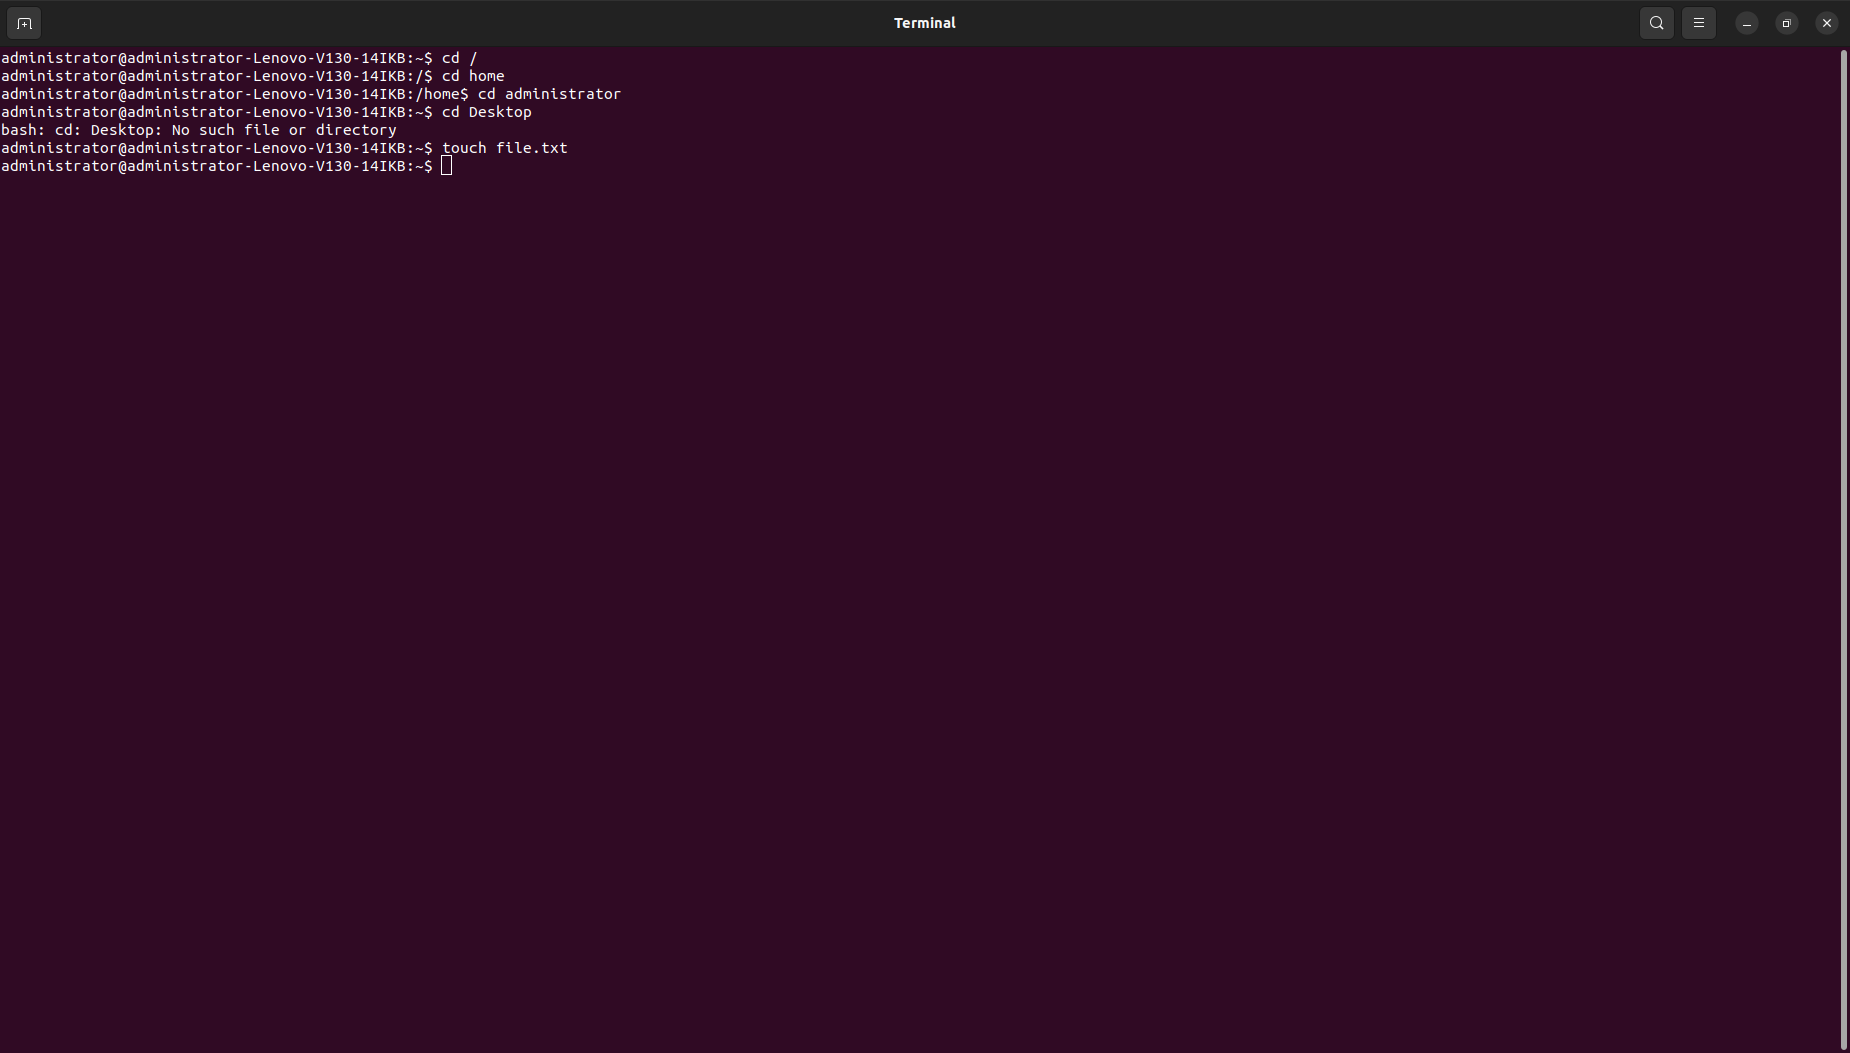 Terminal
administrator@administrator-Lenovo-V130-14IKB:~$ cd /
administrator@administrator-Lenovo-V130-14IKB:/$ cd home
administrator@administrator-Lenovo-V130-14IKB:/home$ cd administrator
administrator@administrator-Lenovo-V130-14IKB:~$ cd Desktop
bash: cd: Desktop: No such file or directory
administrator@administrator-Lenovo-V130-14IKB:~$ touch file.txt
administrator@administrator-Lenovo-V130-14IKB:~$